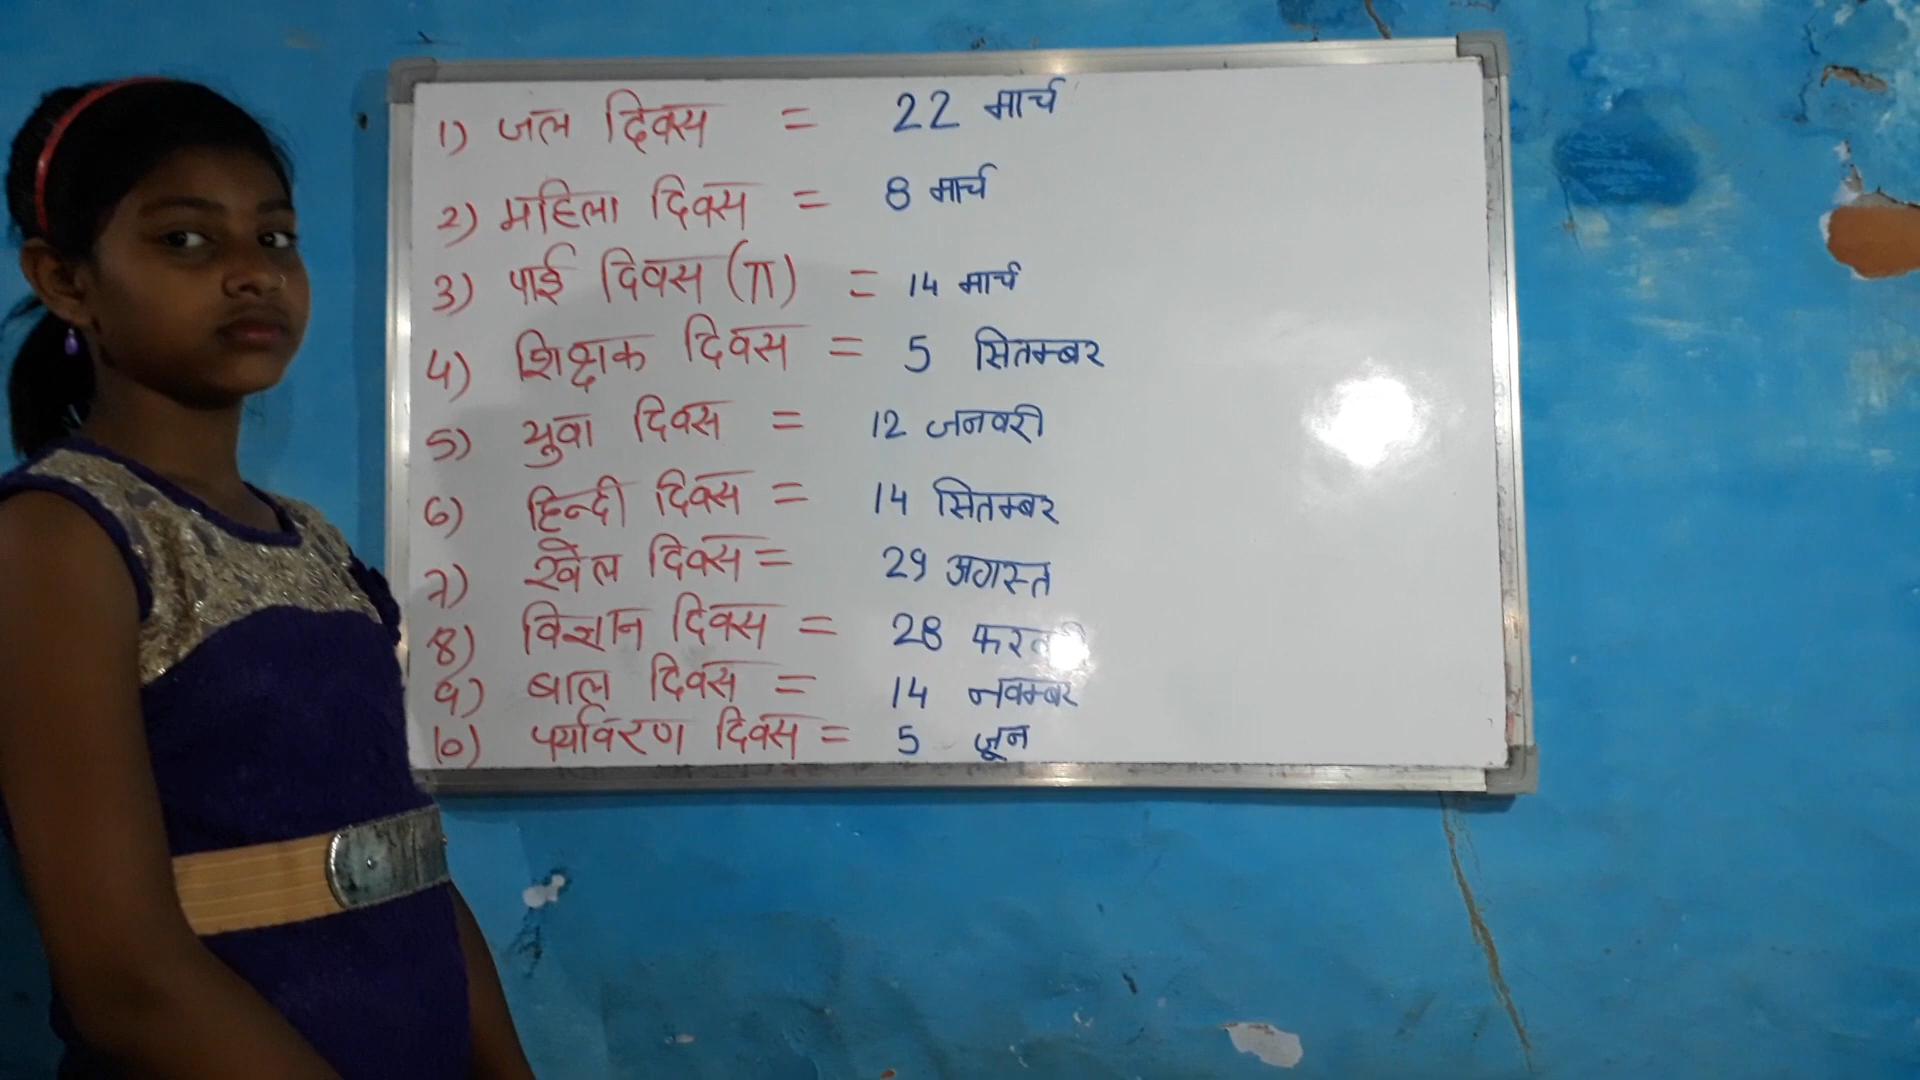 1) जल दिवस = 22 मार्च
2) महिला दिवस = 8 मार्च
3) पाई दिवस (π) = 14 मार्च
4) शिक्षक दिवस = 5 सितम्बर
5) युवा दिवस = 12 जनवरी
6) हिन्दी दिवस = 14 सितम्बर
7) खेल दिवस = 29 अगस्त
8) विज्ञान दिवस = 28
9) बाल दिवस = 14 नवम्बर
10) पर्यावरण दिवस = 5 जून